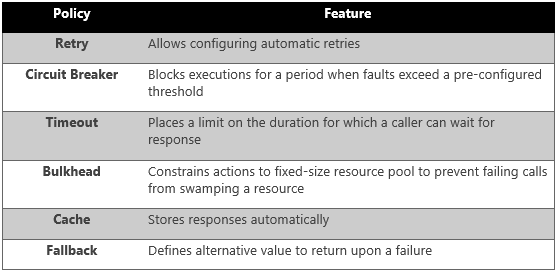 Policy Feature
Retry Allows configuring automatic retries
Circuit Breaker Blocks executions for a period when faults exceed a pre-configured
threshold
Timeout Places a limit on the duration for which a caller can wait for
response
Bulkhead Constrains actions to fixed-size resource pool to prevent failing calls
from swamping a resource
Cache Stores responses automatically
Fallback Defines alternative value to return upon a failure